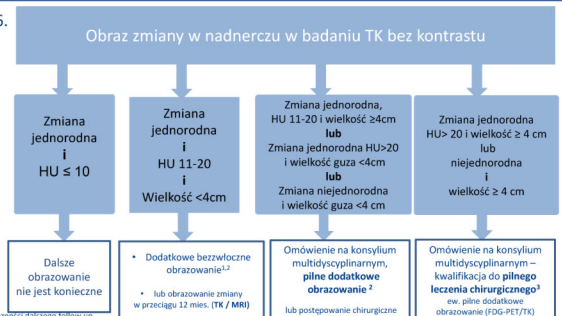 5.
Obraz zmiany w nadnerczu w badaniu TK bez kontrastu
Zmiana
jednorodna
i
HU ≤ 10
Zmiana
jednorodna
i
HU 11-20
i
Wielkość <4cm
Zmiana jednorodna,
HU 11-20 i wielkość ≥4cm
lub
Zmiana jednorodna HU>20
i wielkość guza <4cm
lub
Zmiana niejednorodna
i wielkość guza <4 cm
Zmiana jednorodna
HU> 20 i wielkość ≥ 4 cm
lub
niejednorodna
i
wielkość ≥ 4 cm
Dalsze
obrazowanie
nie jest konieczne
• Dodatkowe bezzwłoczne
obrazowanie1,2
• lub obrazowanie zmiany
w przeciągu 12 mies. (TK / MRI)
Omówienie na konsylium
multidyscyplinarnym,
pilne dodatkowe
obrazowanie 2
lub postępowanie chirurgiczne
Omówienie na konsylium
multidyscyplinarnym –
kwalifikacja do pilnego
leczenia chirurgicznego3
ew. pilne dodatkowe
obrazowanie (FDG-PET/TK)
dalszego follow up